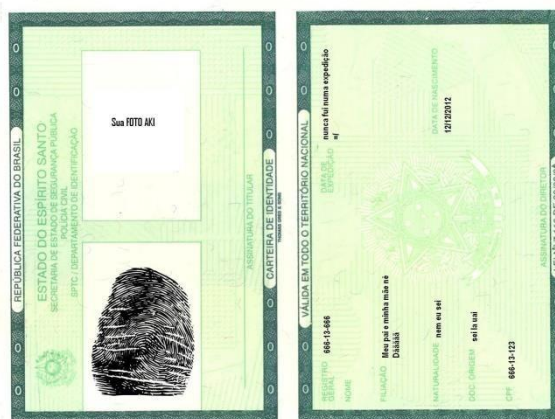 REPÚBLICA FEDERATIVA DO BRASIL
ESTADO DO ESPÍRITO SANTO
SECRETARIA DE ESTADO DE SEGURANÇA PÚBLICA
POLÍCIA CIVIL
SPTC / DEPARTAMENTO DE IDENTIFICAÇÃO
Sua FOTO AKI
ASSINATURA DO TITULAR
CARTEIRA DE IDENTIDADE
VÁLIDA EM TODO O TERRITÓRIO NACIONAL
REGISTRO GERAL 666-13-666
DATA DE EXPEDIÇÃO nunca fui numa expedição
=/
NOME
FILIAÇÃO Meu pai e minha mãe né
Dããããã
NATURALIDADE nem eu sei
DATA DE NASCIMENTO
12/12/2012
DOC. ORIGEM sei la uai
CPF 666-13-123
ASSINATURA DO DIRETOR